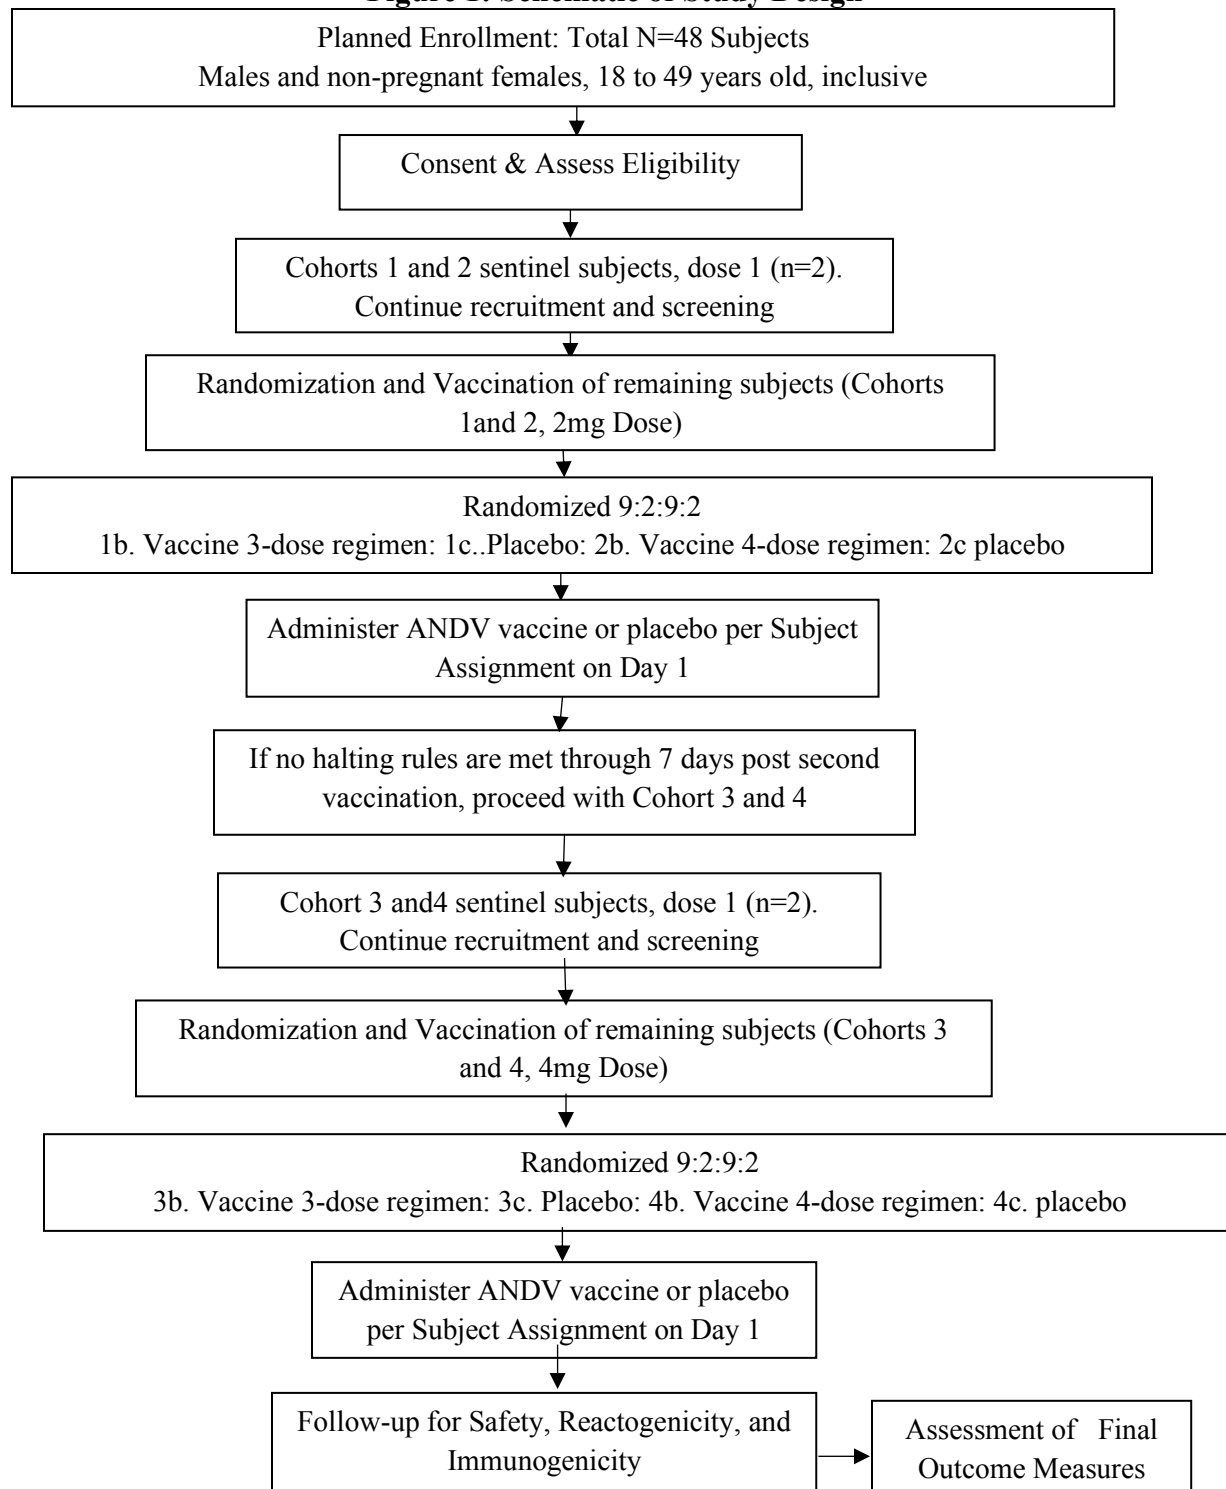 Figure 1. Schematic of Study Design
Planned Enrollment: Total N=48 Subjects
Males and non-pregnant females, 18 to 49 years old, inclusive
Consent & Assess Eligibility
Cohorts 1 and 2 sentinel subjects, dose 1 (n=2).
Continue recruitment and screening
Randomization and Vaccination of remaining subjects (Cohorts
1and 2, 2mg Dose)
Randomized 9:2:9:2
1b. Vaccine 3-dose regimen: 1c..Placebo: 2b. Vaccine 4-dose regimen: 2c placebo
Administer ANDV vaccine or placebo per Subject
Assignment on Day 1
If no halting rules are met through 7 days post second
vaccination, proceed with Cohort 3 and 4
Cohort 3 and4 sentinel subjects, dose 1 (n=2).
Continue recruitment and screening
Randomization and Vaccination of remaining subjects (Cohorts 3
and 4, 4mg Dose)
Randomized 9:2:9:2
3b. Vaccine 3-dose regimen: 3c. Placebo: 4b. Vaccine 4-dose regimen: 4c. placebo
Administer ANDV vaccine or placebo
per Subject Assignment on Day 1
Follow-up for Safety, Reactogenicity, and
Immunogenicity
Assessment of Final
Outcome Measures